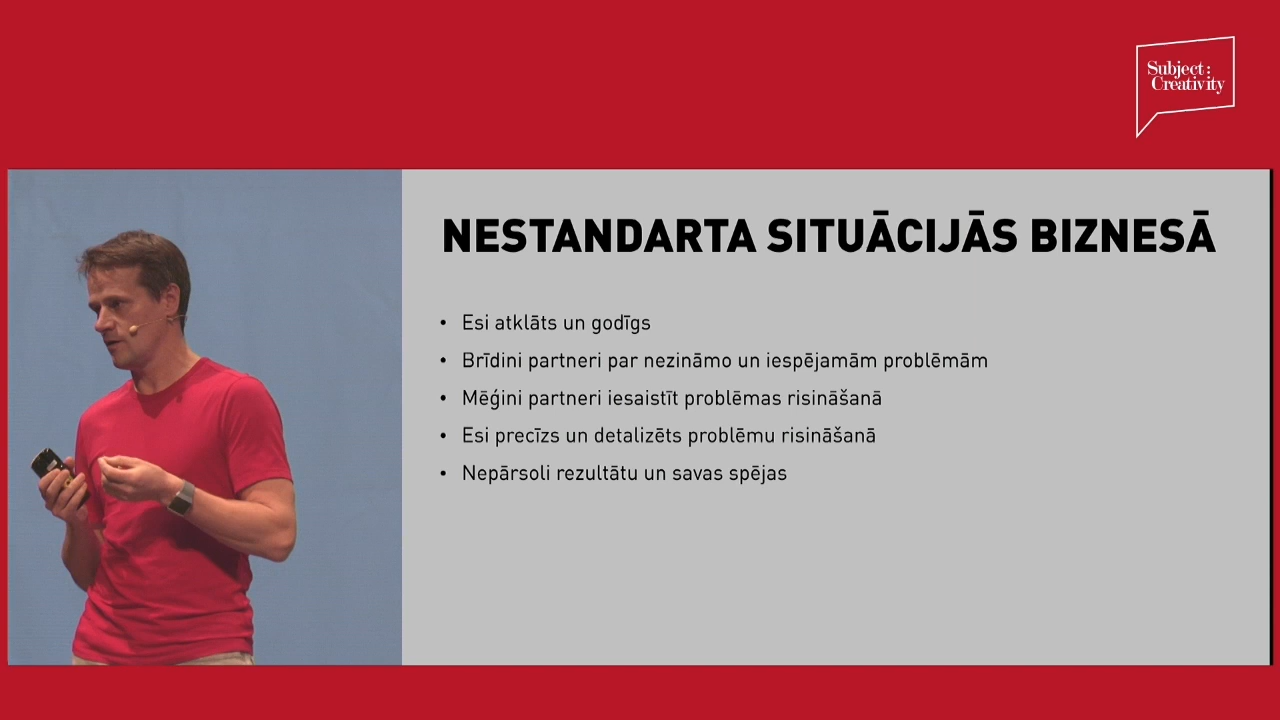 Subject:
Creativity
NESTANDARTA SITUĀCIJĀS BIZNESĀ
• Esi atklāts un godīgs
• Brīdini partneri par nezināmo un iespējamām problēmām
• Mēģini partneri iesaistīt problēmas risināšanā
• Esi precīzs un detalizēts problēmu risināšanā
• Nepārsoli rezultātu un savas spējas